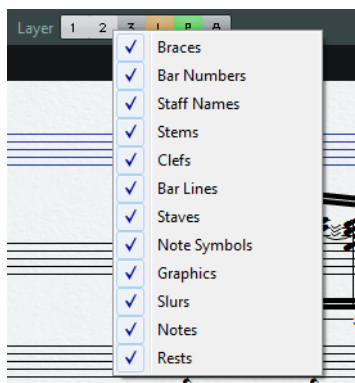 Layer 1 2 3 L P A
Braces
Bar Numbers
Staff Names
Stems
Clefs
Bar Lines
Staves
Note Symbols
Graphics
Slurs
Notes
Rests